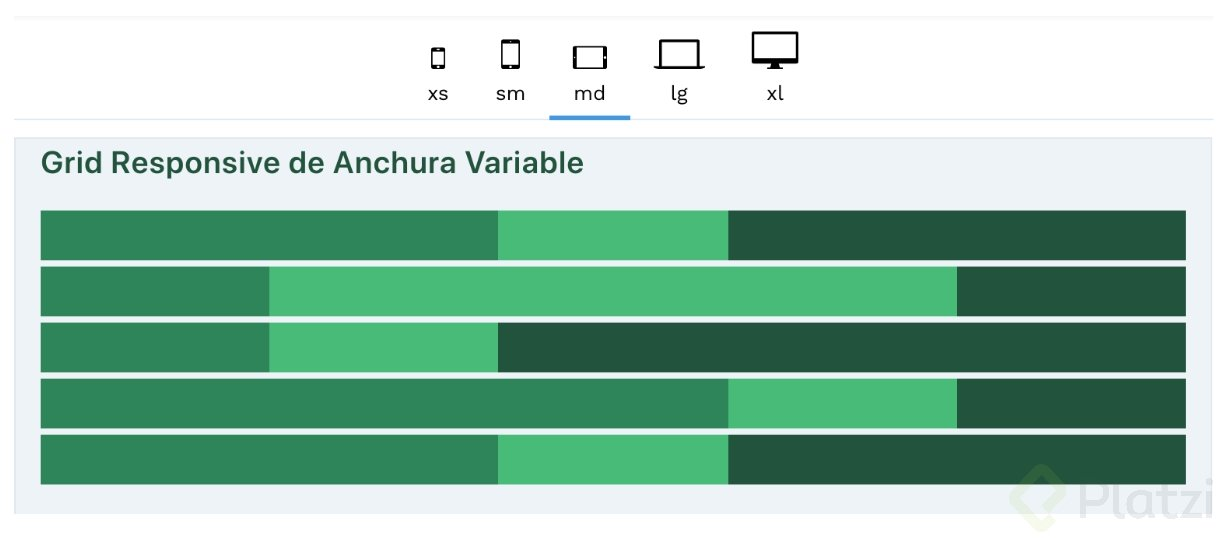 xs sm md lg xl
Grid Responsive de Anchura Variable
Platzi